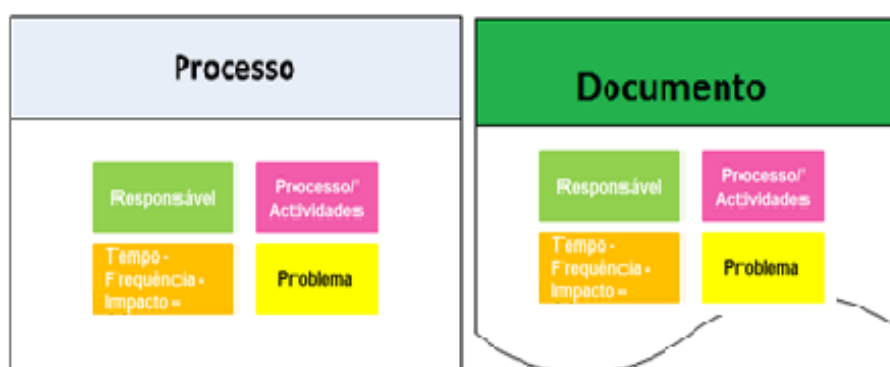 Processo
Responsável
Processo/
Actividades
Tempo -
Frequência -
Impacto =
Problema
Documento
Responsável
Processo/
Actividades
Tempo -
Frequência -
Impacto =
Problema